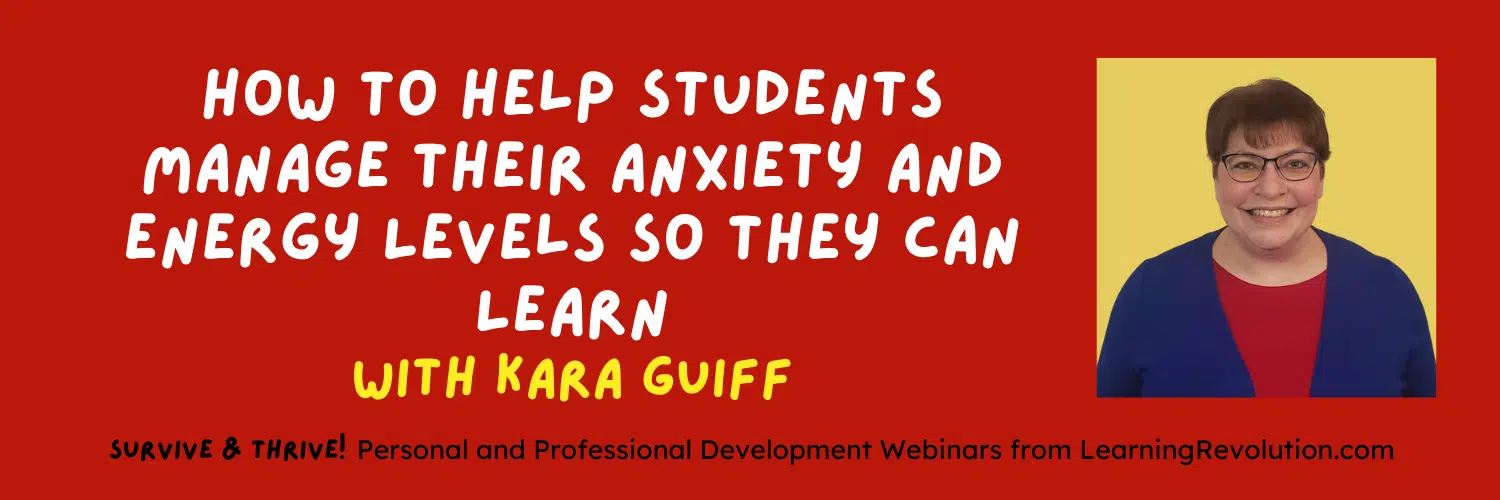 HOW TO HELP STUDENTS
MANAGE THEIR ANXIETY AND
ENERGY LEVELS SO THEY CAN
LEARN
WITH KARA GUIFF
SURVIVE & THRIVE! Personal and Professional Development Webinars from LearningRevolution.com